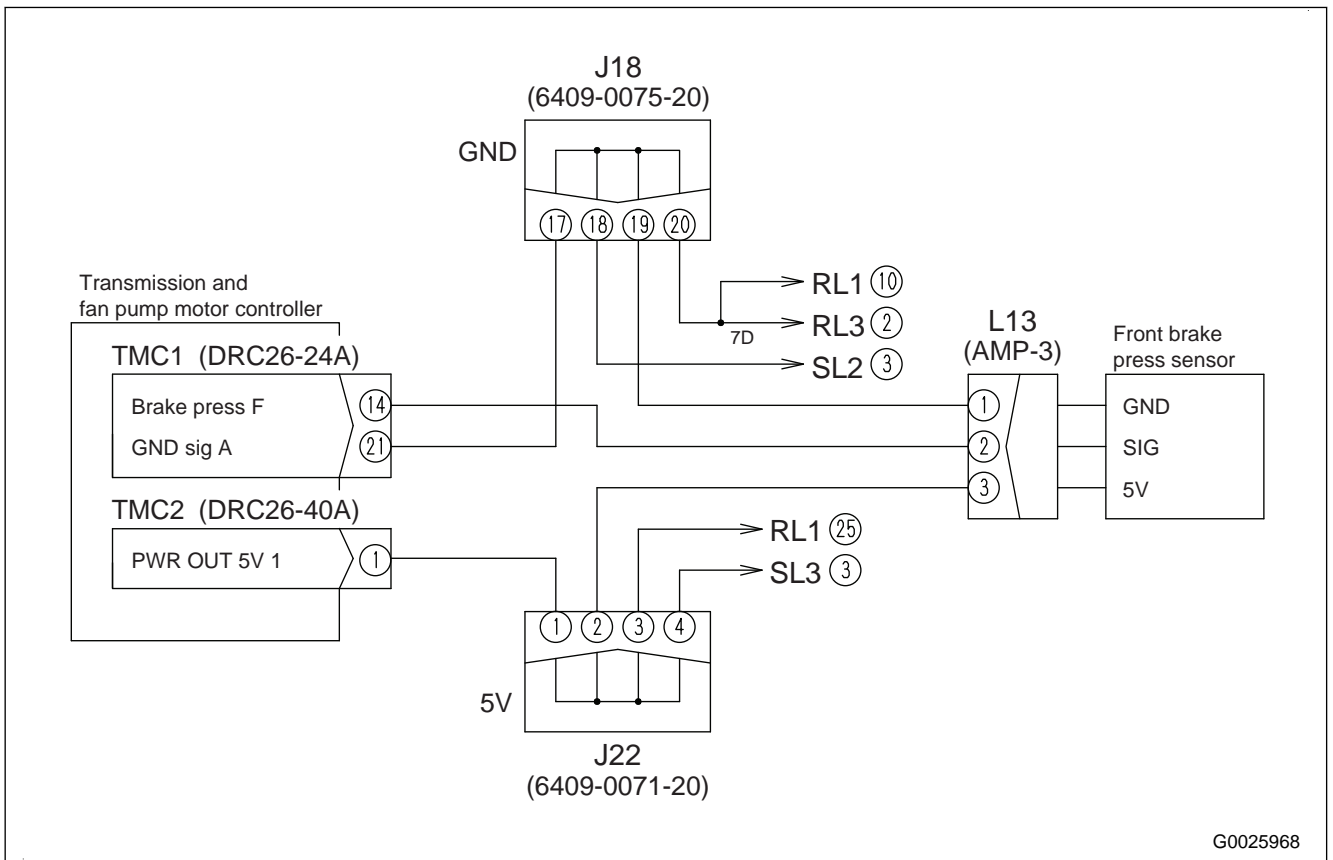 J18
(6409-0075-20)
GND
17 18 19 20
Transmission and
fan pump motor controller
TMC1 (DRC26-24A)
Brake press F 14
GND sig A 21
TMC2 (DRC26-40A)
PWR OUT 5V 1 1
RL1 10
RL3 2
7D
SL2 3
L13
(AMP-3)
Front brake
press sensor
1 GND
2 SIG
3 5V
RL1 25
SL3 3
1 2 3 4
5V
J22
(6409-0071-20)
G0025968